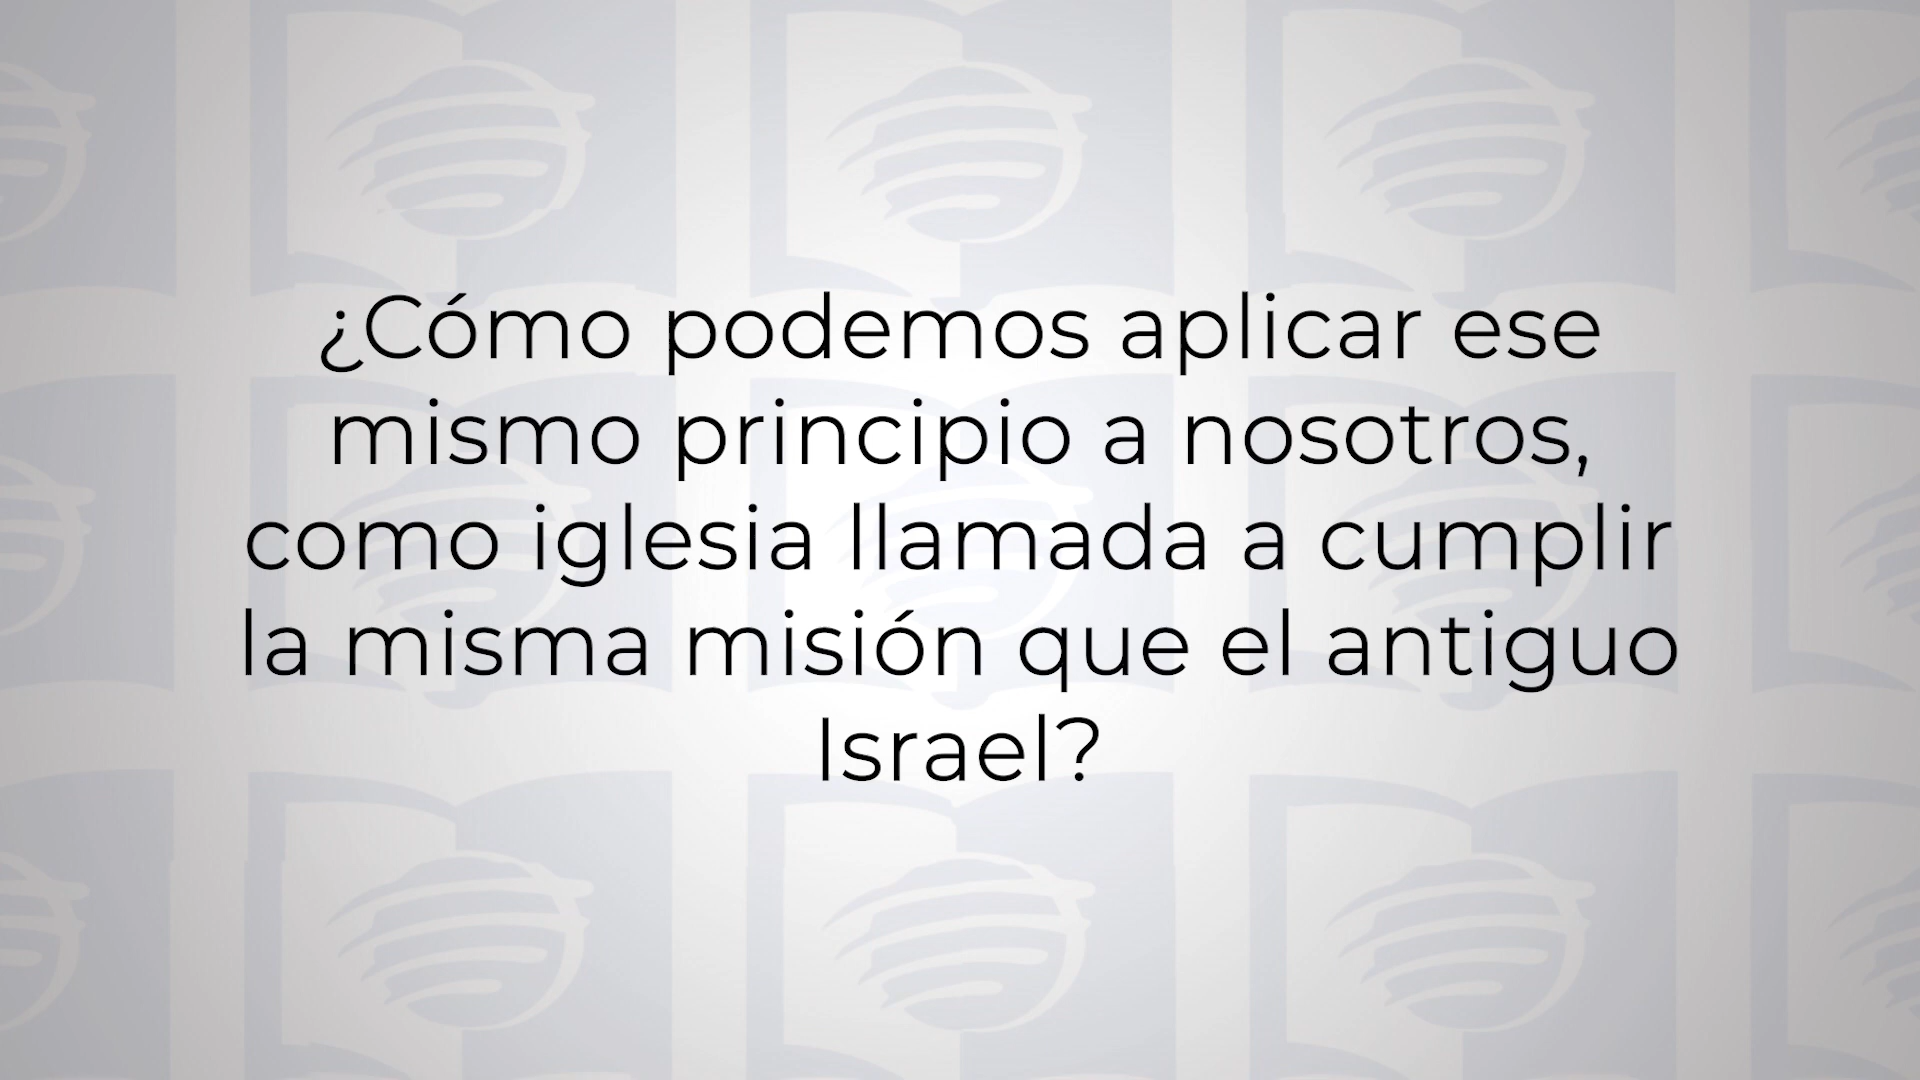 ¿Cómo podemos aplicar ese
mismo principio a nosotros,
como iglesia llamada a cumplir
la misma misión que el antiguo
Israel?